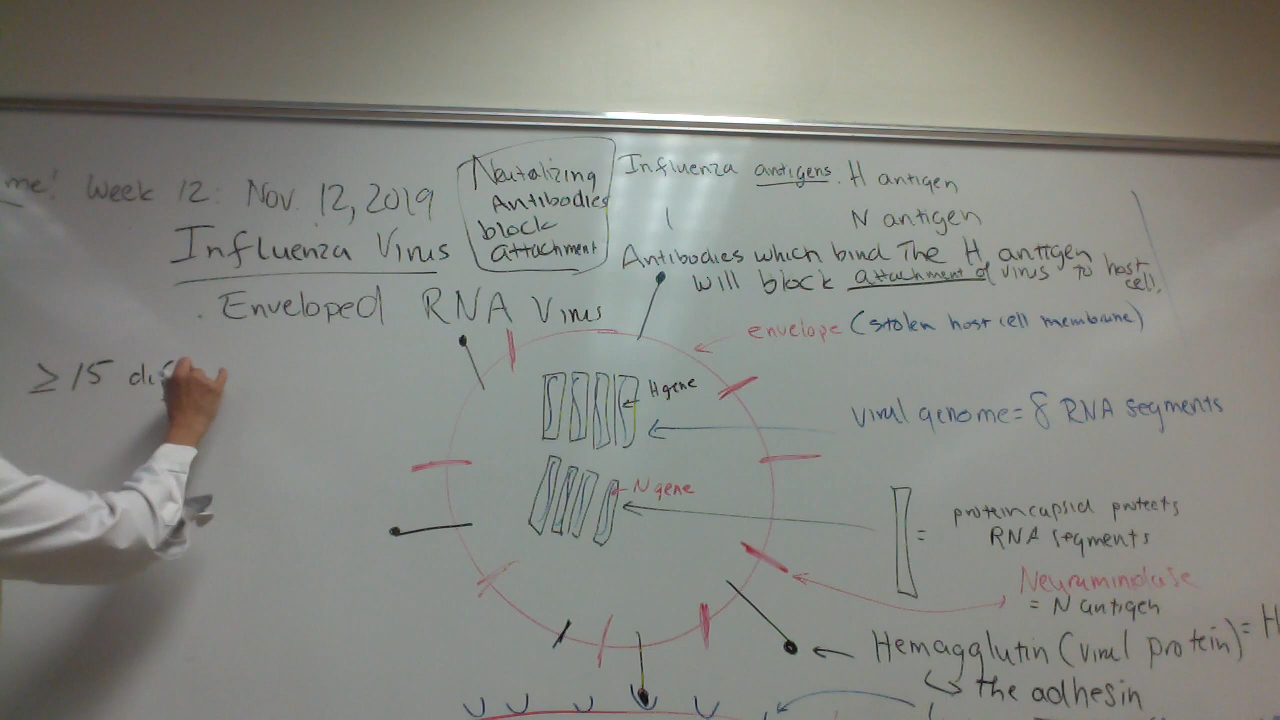 me! Week 12: Nov. 12, 2019
Influenza Virus
. Enveloped RNA Virus
Neutalizing
Antibodies
block
attachment
Influenza antigens. H antigen
N antigen
Antibodies which bind The H antigen
will block attachment of virus to host
cell.
envelope (stolen host cell membrane)
≥ 15
H gene
viral genome = 8 RNA segments
N gene
= protein capsid protects
RNA segments
Neuraminidase
= N antigen
Hemagglutin (viral protein) = H
the adhesin